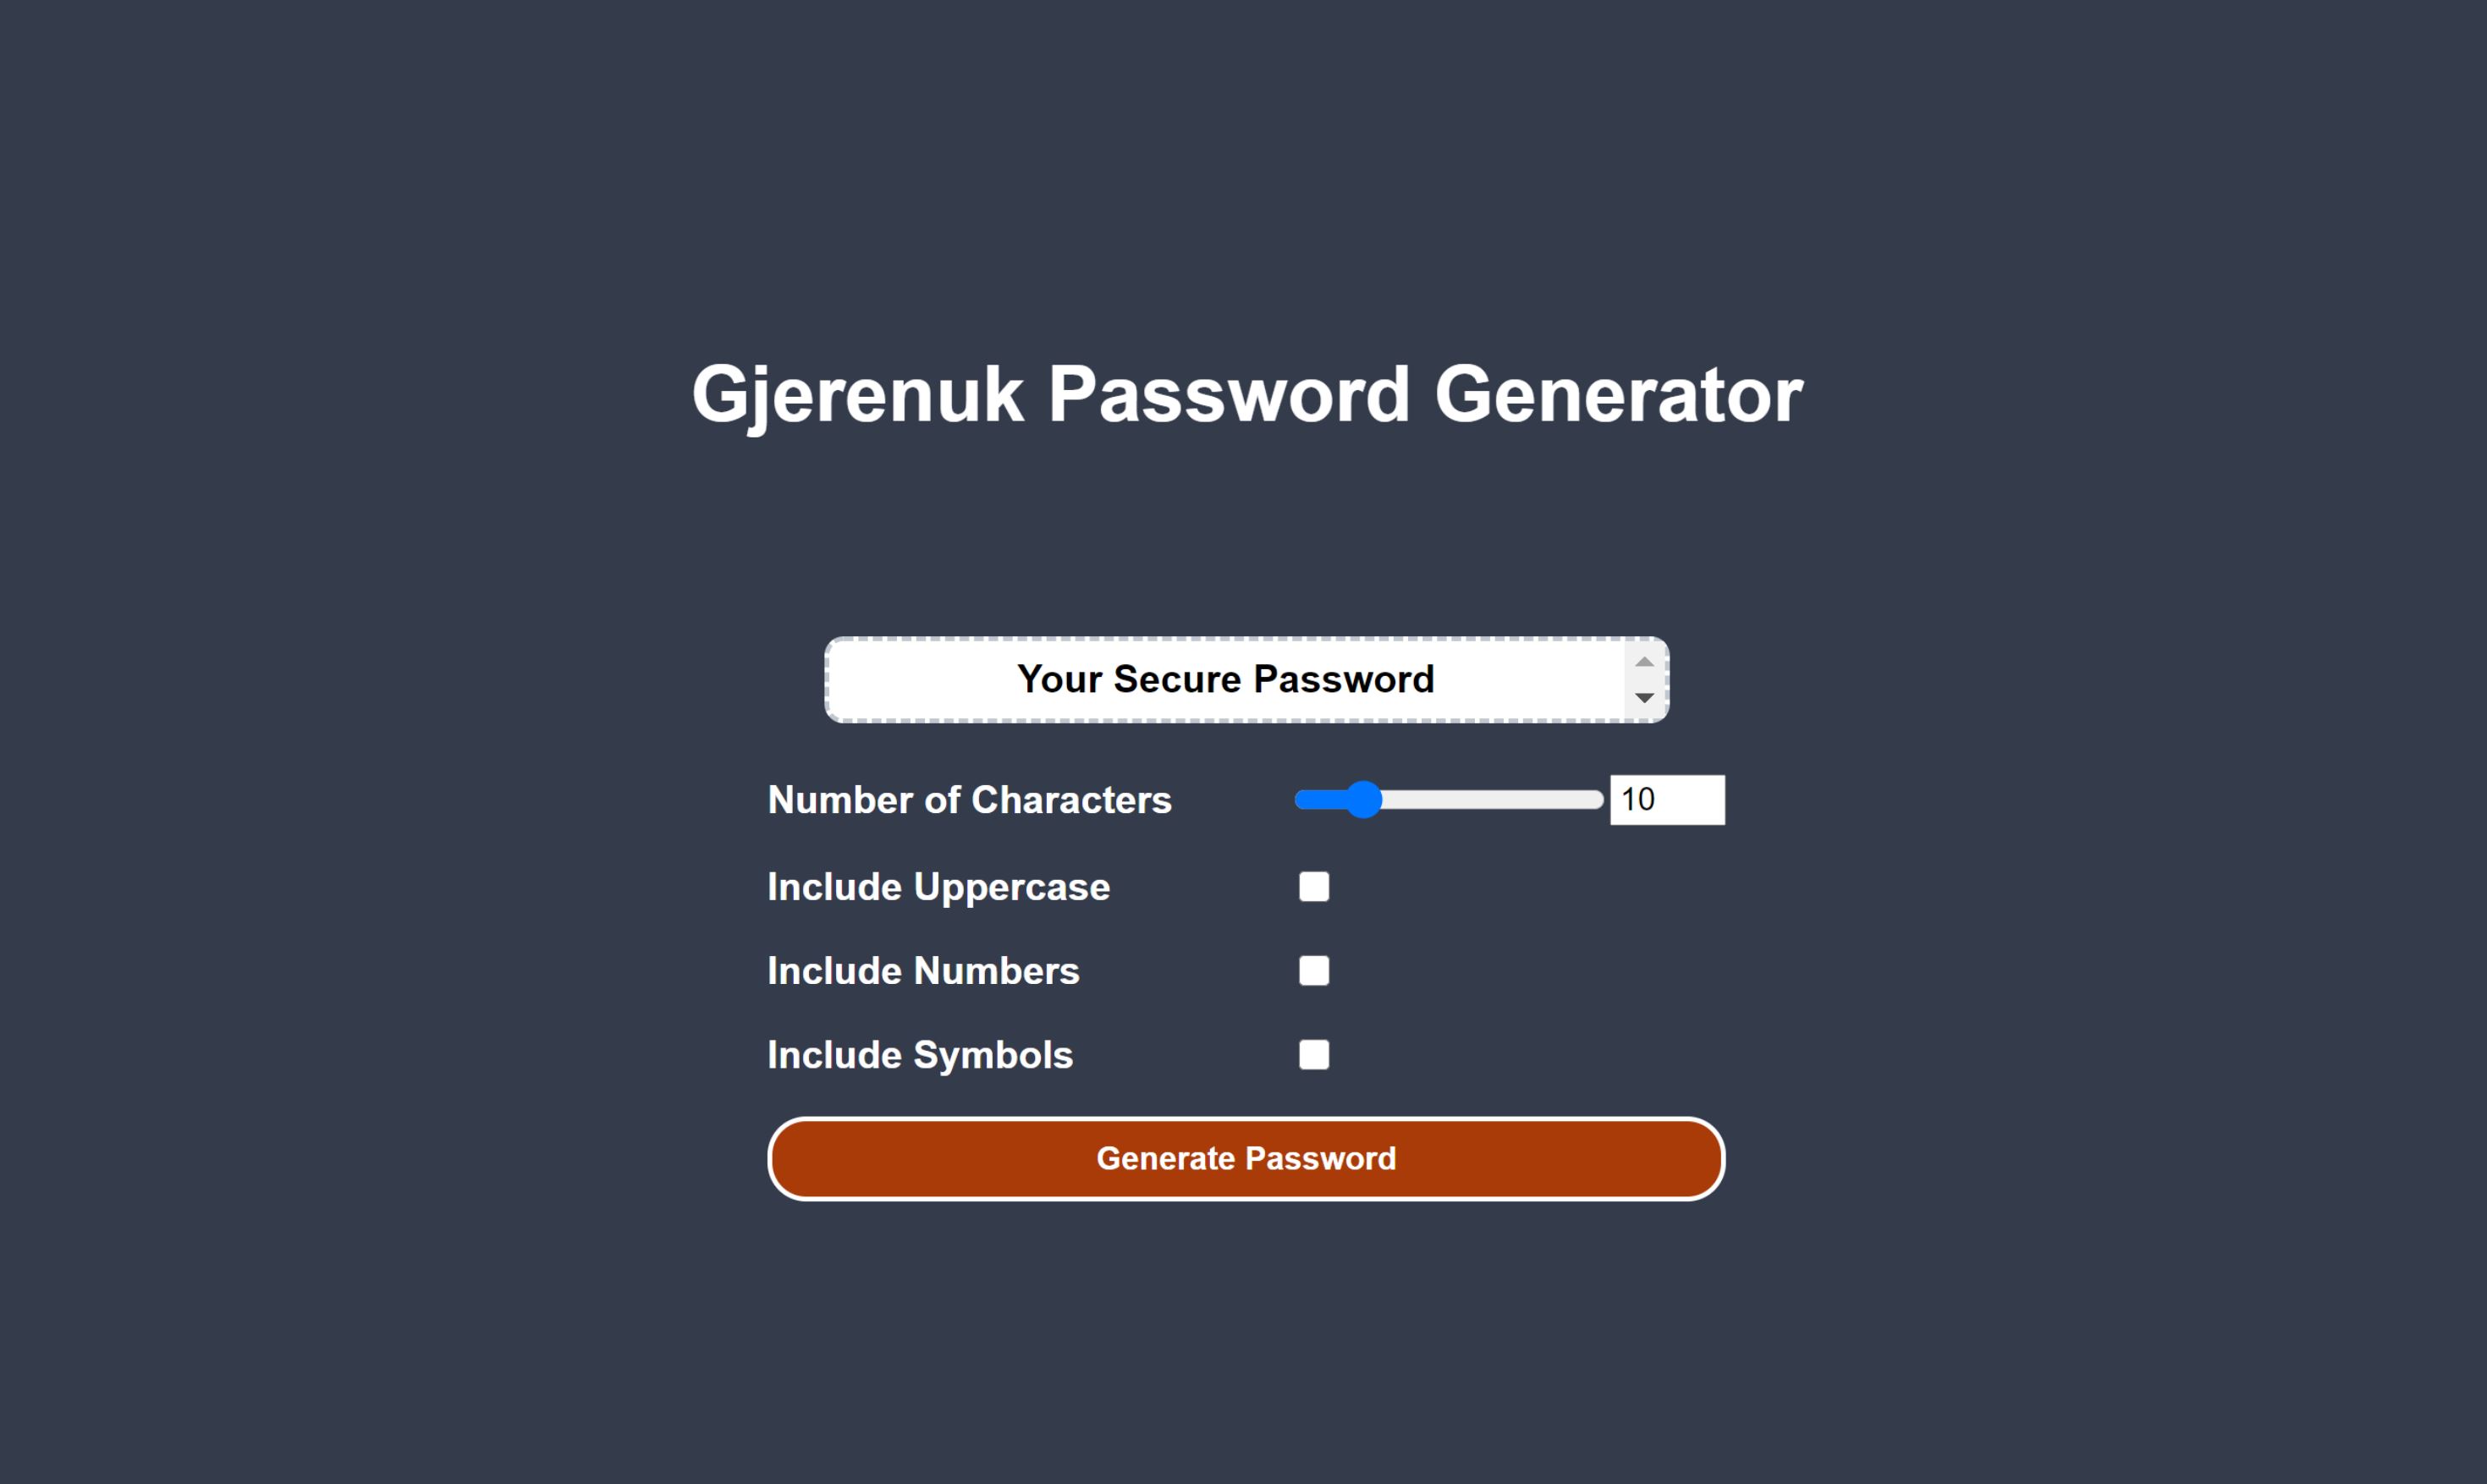 Gjerenuk Password Generator
Your Secure Password
Number of Characters 10
Include Uppercase
Include Numbers
Include Symbols
Generate Password